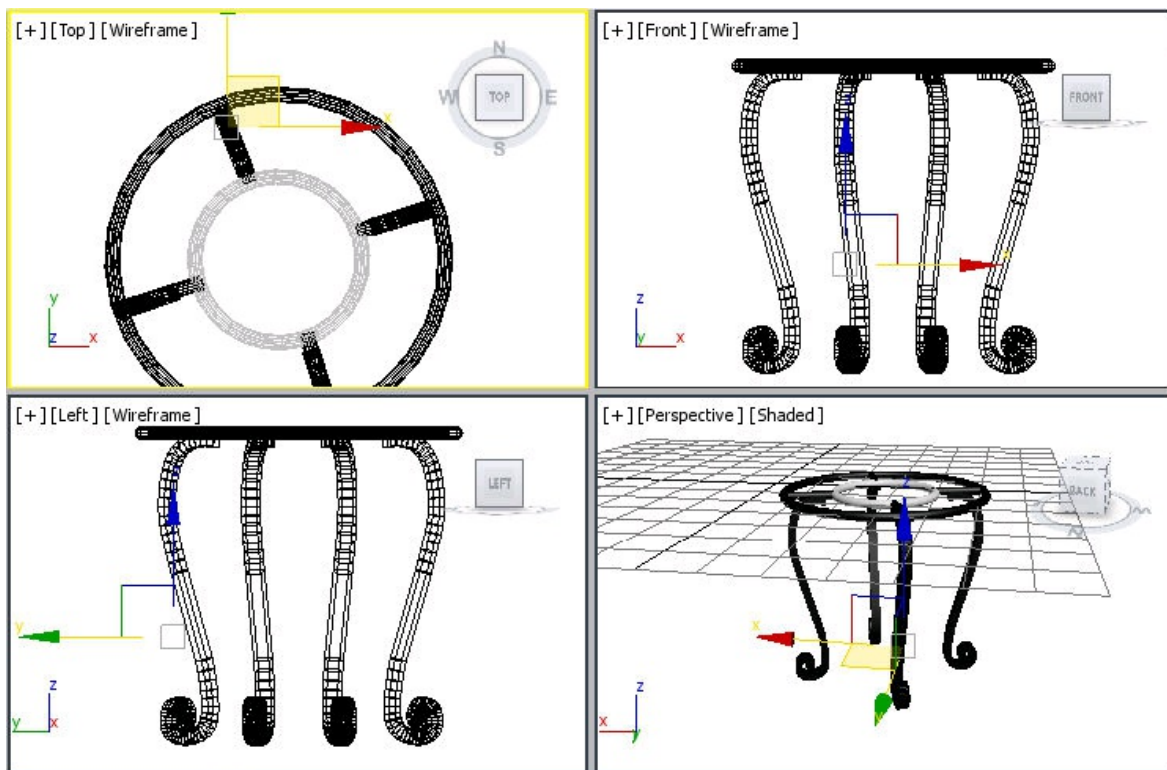 [+] [Top] [Wireframe]
N
W TOP E
S
x
y
z x
[+] [Front] [Wireframe]
FRONT
z
x
z
y x
[+] [Left] [Wireframe]
LEFT
y
z
y x
[+] [Perspective] [Shaded]
BACK
z
x
z
x y